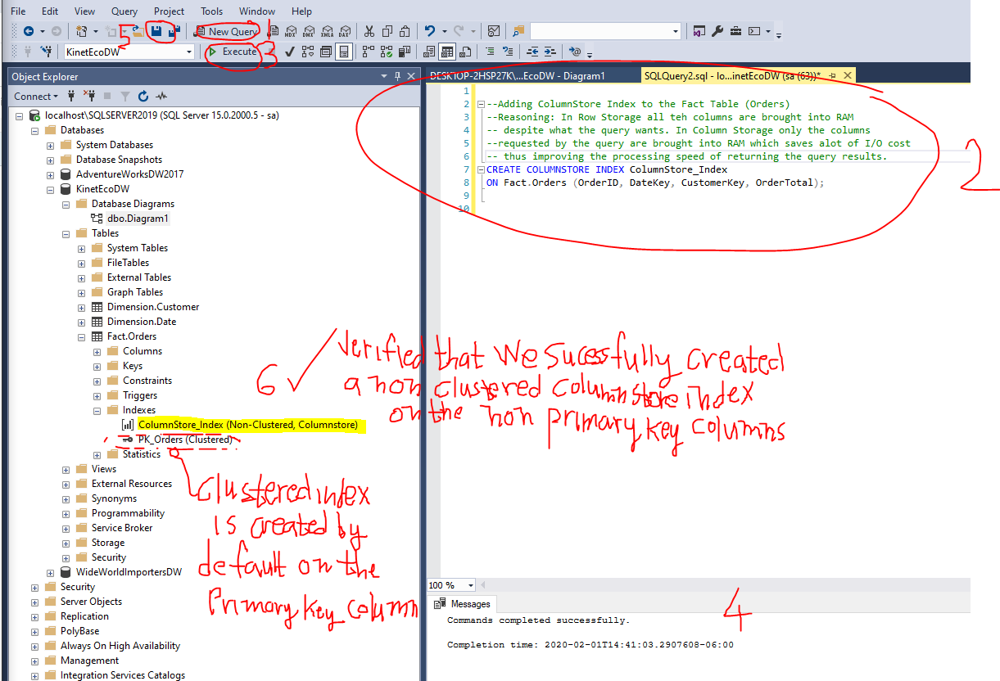 File Edit View Query Project Tools Window Help
5 New Query 1 MDX DMX XMLA DAX
KinetEcoDW Execute 3
Object Explorer
Connect
localhost\SQLSERVER2019 (SQL Server 15.0.2000.5 - sa)
Databases
System Databases
Database Snapshots
AdventureWorksDW2017
KinetEcoDW
Database Diagrams
dbo.Diagram1
Tables
System Tables
FileTables
External Tables
Graph Tables
Dimension.Customer
Dimension.Date
Fact.Orders
Columns
Keys
Constraints
Triggers
Indexes
ColumnStore_Index (Non-Clustered, Columnstore)
PK_Orders (Clustered)
Statistics
Views
External Resources
Synonyms
Programmability
Service Broker
Storage
Security
WideWorldImportersDW
Security
Server Objects
Replication
PolyBase
Always On High Availability
Management
Integration Services Catalogs
DESKTOP-2HSP27K\...EcoDW - Diagram1
SQLQuery2.sql - lo...inetEcoDW (sa (63))*
1
2 --Adding ColumnStore Index to the Fact Table (Orders)
3 --Reasoning: In Row Storage all teh columns are brought into RAM
4 -- despite what the query wants. In Column Storage only the columns
5 --requested by the query are brought into RAM which saves alot of I/O cost
6 -- thus improving the processing speed of returning the query results.
7 CREATE COLUMNSTORE INDEX ColumnStore_Index
8 ON Fact.Orders (OrderID, DateKey, CustomerKey, OrderTotal);
9
10
2
6 ✓ Verified that We Sucessfully created
a non clustered ColumnStore index
on the non primary key columns
Clustered index
is created by
default on the
Primary key column
100 %
Messages
4
Commands completed successfully.
Completion time: 2020-02-01T14:41:03.2907608-06:00